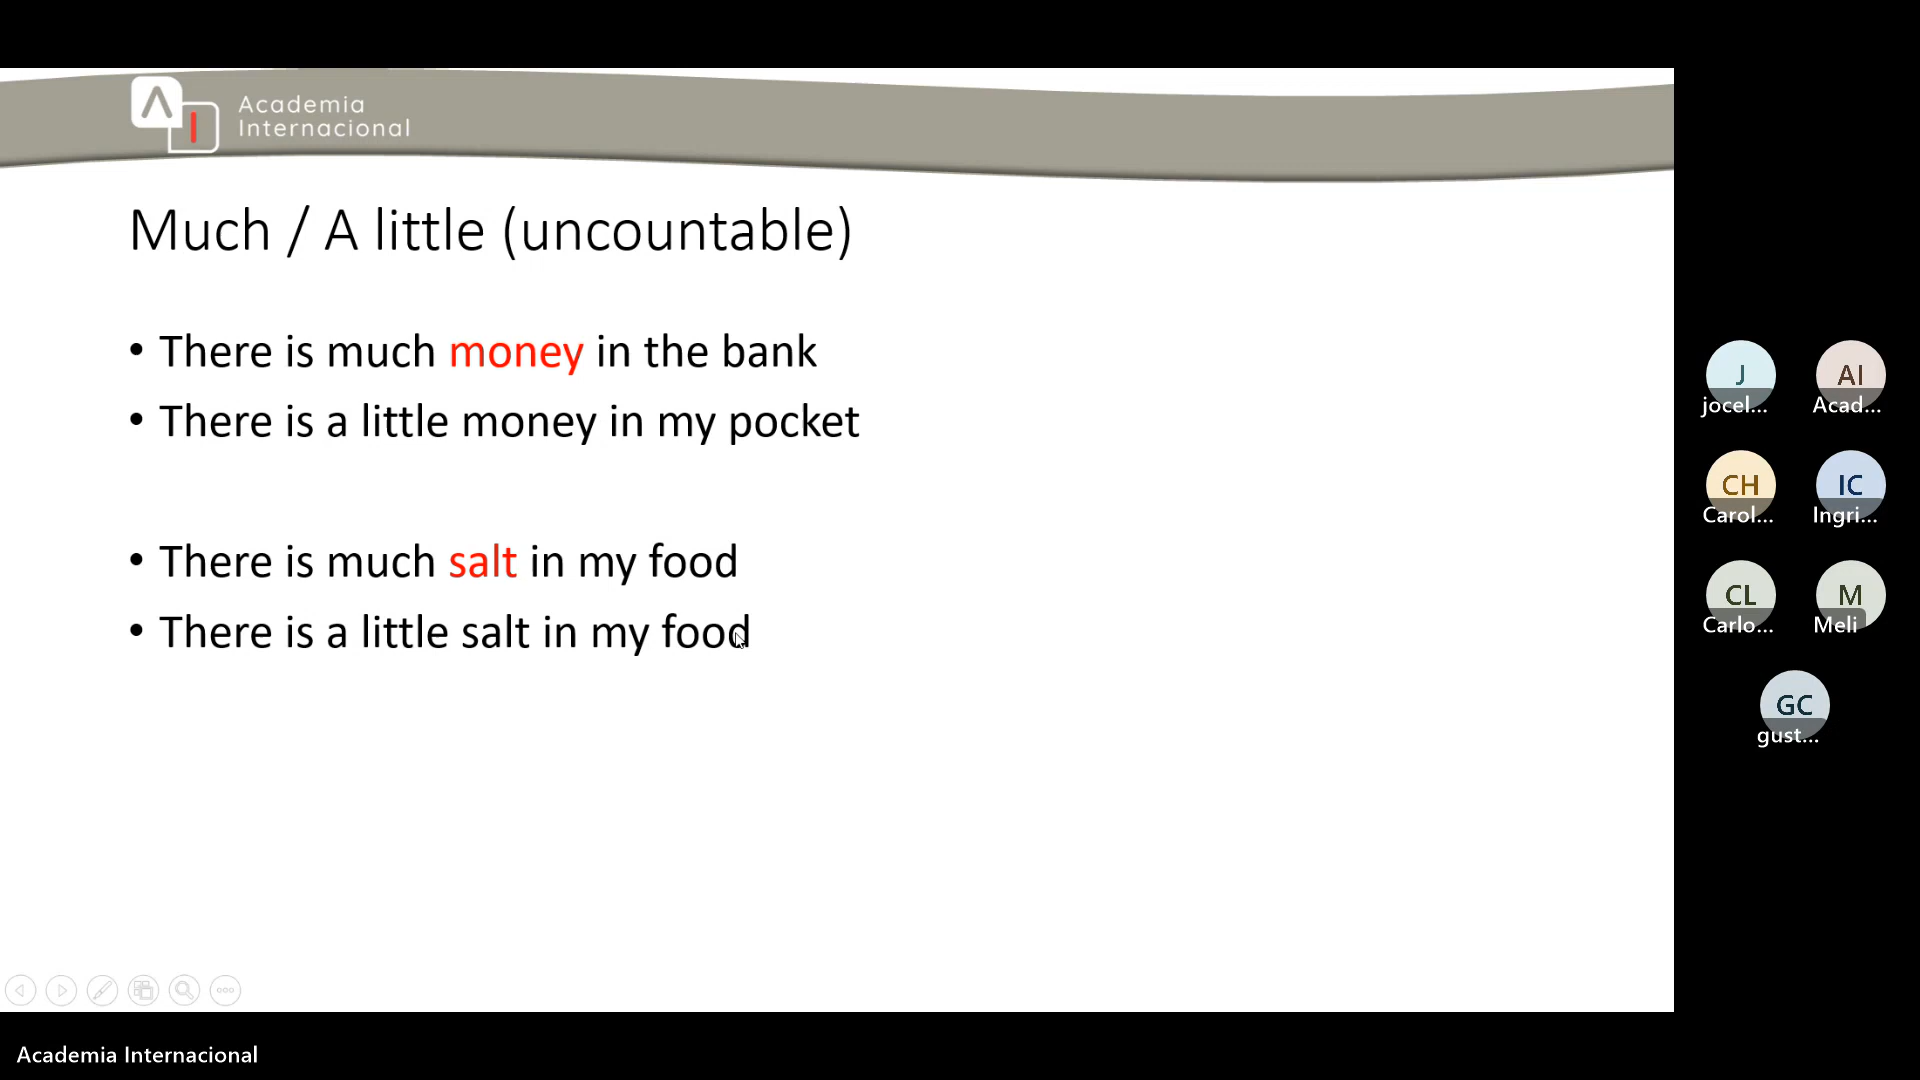 Academia
Internacional
Much / A little (uncountable)
• There is much money in the bank
• There is a little money in my pocket
• There is much salt in my food
• There is a little salt in my food
J
jocel...
AI
Acad...
CH
Carol...
IC
Ingri...
CL
Carlo...
M
Meli
GC
gust...
Academia Internacional